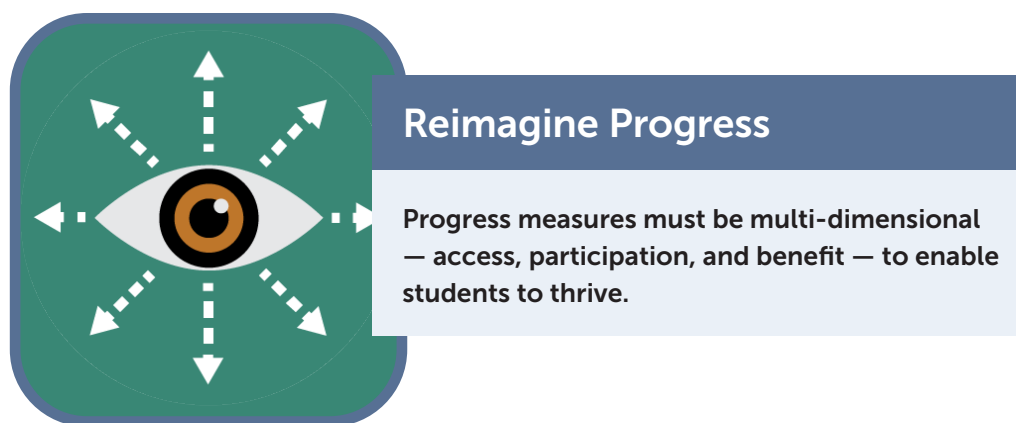 Reimagine Progress
Progress measures must be multi-dimensional
— access, participation, and benefit — to enable
students to thrive.